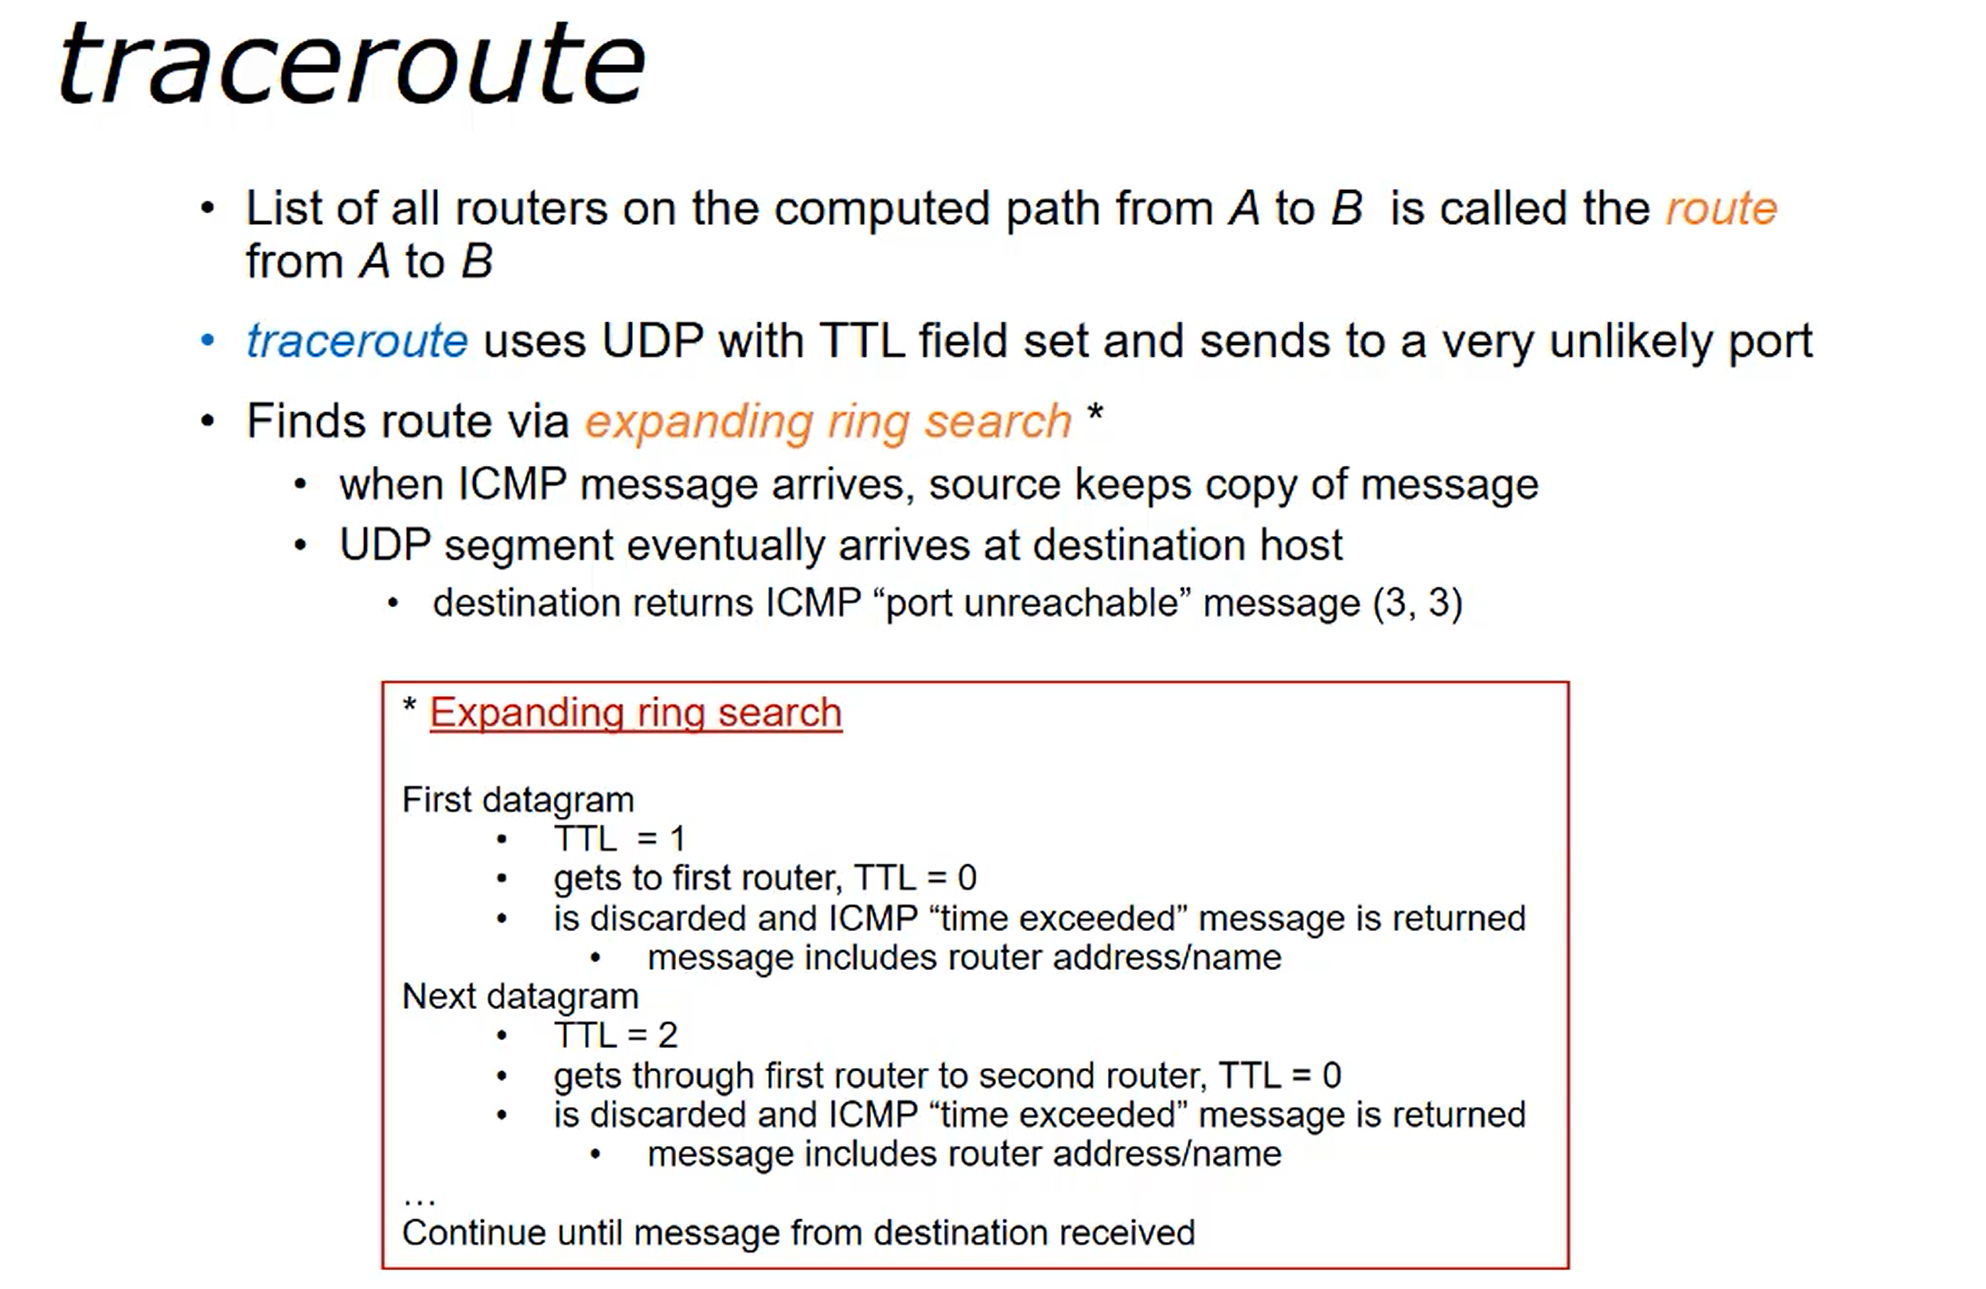 traceroute
• List of all routers on the computed path from A to B is called the route
from A to B
• traceroute uses UDP with TTL field set and sends to a very unlikely port
• Finds route via expanding ring search *
• when ICMP message arrives, source keeps copy of message
• UDP segment eventually arrives at destination host
• destination returns ICMP “port unreachable” message (3, 3)
* Expanding ring search
First datagram
• TTL = 1
• gets to first router, TTL = 0
• is discarded and ICMP “time exceeded” message is returned
• message includes router address/name
Next datagram
• TTL = 2
• gets through first router to second router, TTL = 0
• is discarded and ICMP “time exceeded” message is returned
• message includes router address/name
…
Continue until message from destination received